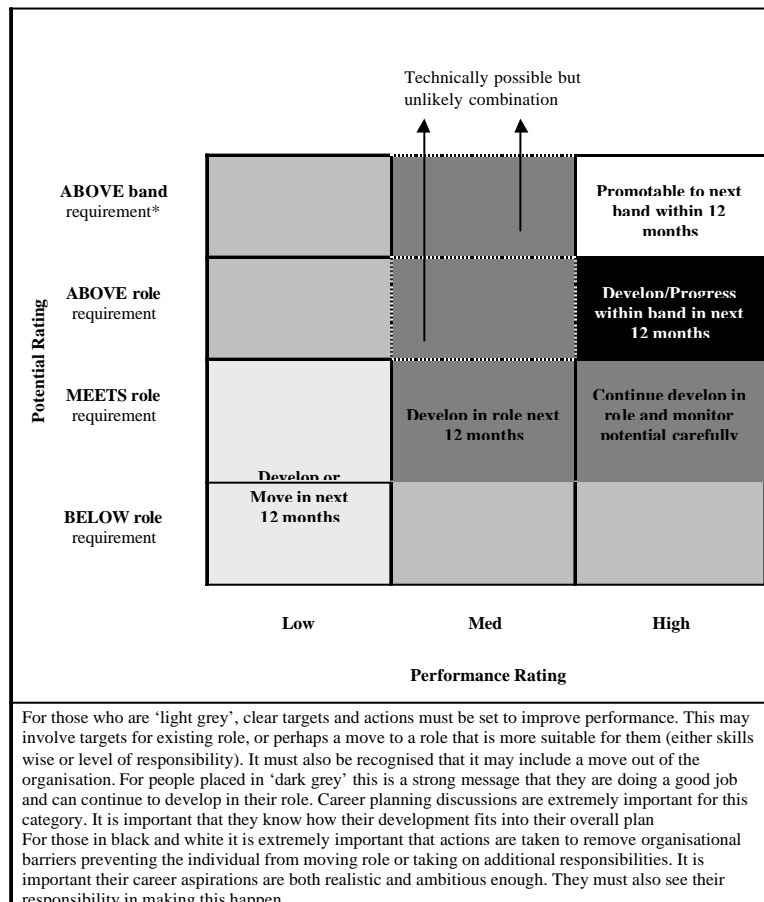 Technically possible but
unlikely combination
ABOVE band
requirement*
Promotable to next
band within 12
months
ABOVE role
requirement
Develop/Progress
within band in next
12 months
Potential Rating
MEETS role
requirement
Develop in role next
12 months
Continue develop in
role and monitor
potential carefully
Develop or
Move in next
12 months
BELOW role
requirement
Low
Med
High
Performance Rating
For those who are ‘light grey’, clear targets and actions must be set to improve performance. This may
involve targets for existing role, or perhaps a move to a role that is more suitable for them (either skills
wise or level of responsibility). It must also be recognised that it may include a move out of the
organisation. For people placed in ‘dark grey’ this is a strong message that they are doing a good job
and can continue to develop in their role. Career planning discussions are extremely important for this
category. It is important that they know how their development fits into their overall plan
For those in black and white it is extremely important that actions are taken to remove organisational
barriers preventing the individual from moving role or taking on additional responsibilities. It is
important their career aspirations are both realistic and ambitious enough. They must also see their
responsibility in making this happen